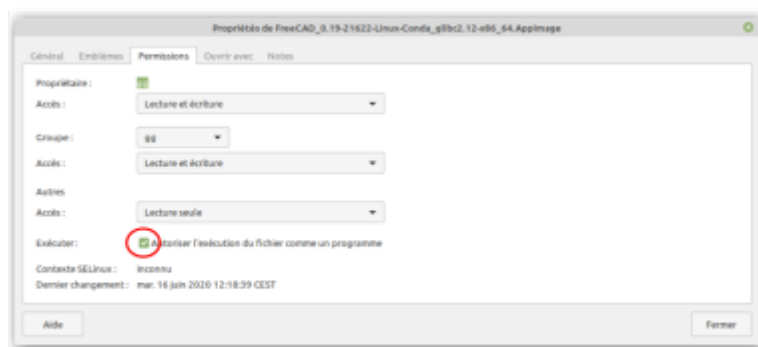 Propriétés de FreeCAD_0.19-21622-Linux-Conda_glibc2.12-x86_64.AppImage
Général Emblèmes Permissions Ouvrir avec Notes
Propriétaire :
Accès : Lecture et écriture
Groupe : gg
Accès : Lecture et écriture
Autres
Accès : Lecture seule
Exécuter : Autoriser l'exécution du fichier comme un programme
Contexte SELinux : inconnu
Dernier changement : mar. 16 juin 2020 12:18:39 CEST
Aide Fermer